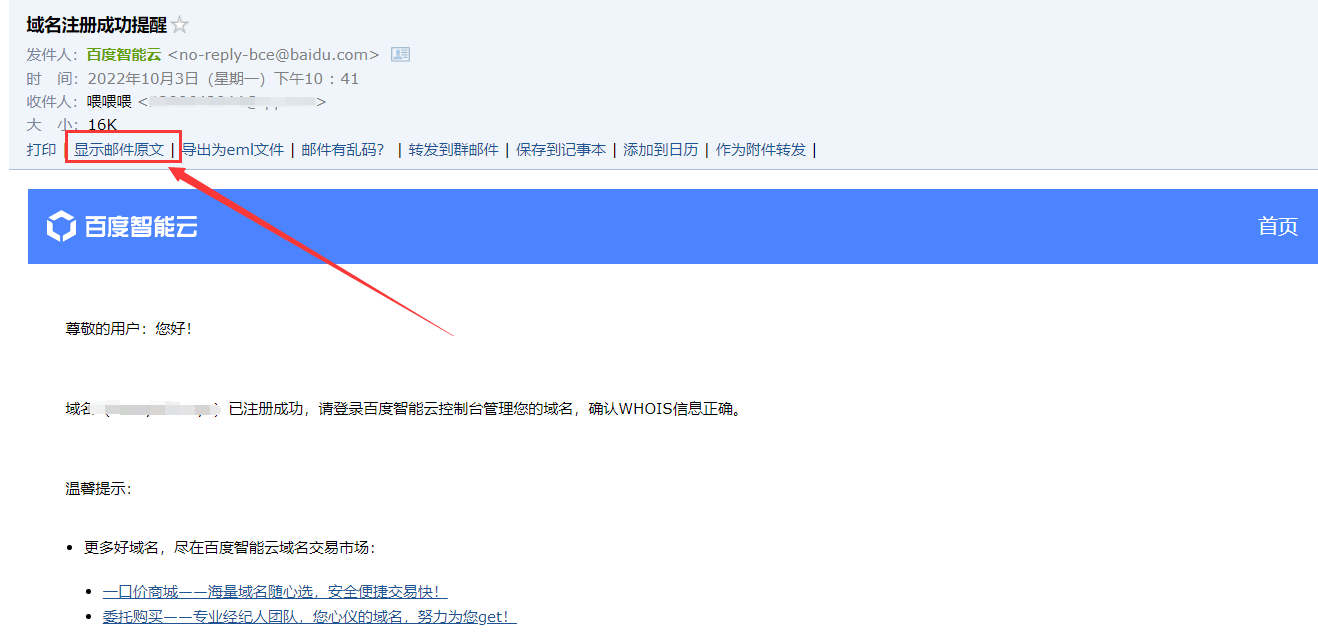 域名注册成功提醒
发件人：百度智能云 <no-reply-bce@baidu.com>
时 间：2022年10月3日（星期一）下午10：41
收件人：喂喂喂 < >
大 小：16K
打印 | 显示邮件原文 | 导出为eml文件 | 邮件有乱码？ | 转发到群邮件 | 保存到记事本 | 添加到日历 | 作为附件转发 |
百度智能云 首页
尊敬的用户：您好！
域名（ ）已注册成功，请登录百度智能云控制台管理您的域名，确认WHOIS信息正确。
温馨提示：
• 更多好域名，尽在百度智能云域名交易市场：
• 一口价商城——海量域名随心选，安全便捷交易快！
• 委托购买——专业经纪人团队，您心仪的域名，努力为您get！